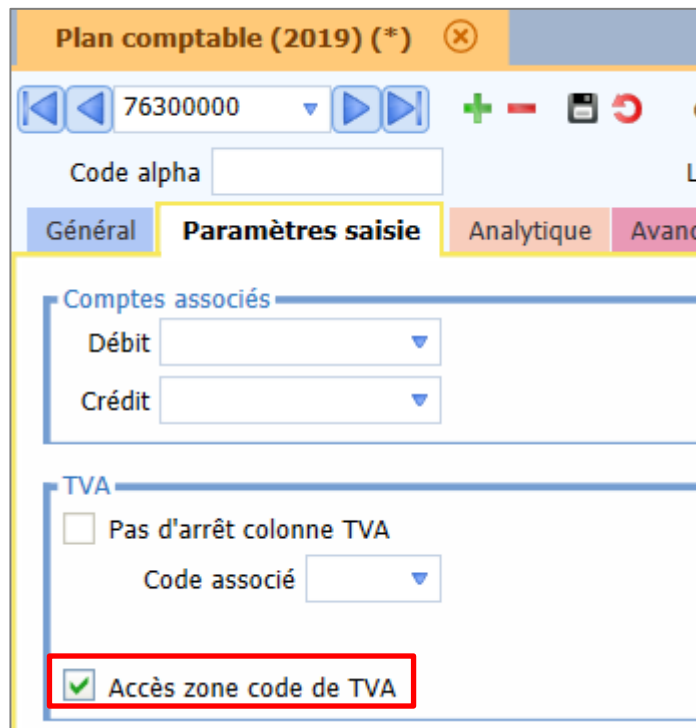 Plan comptable (2019) (*)
76300000
Code alpha
Général Paramètres saisie Analytique
Comptes associés
Débit
Crédit
TVA
Pas d'arrêt colonne TVA
Code associé
Accès zone code de TVA